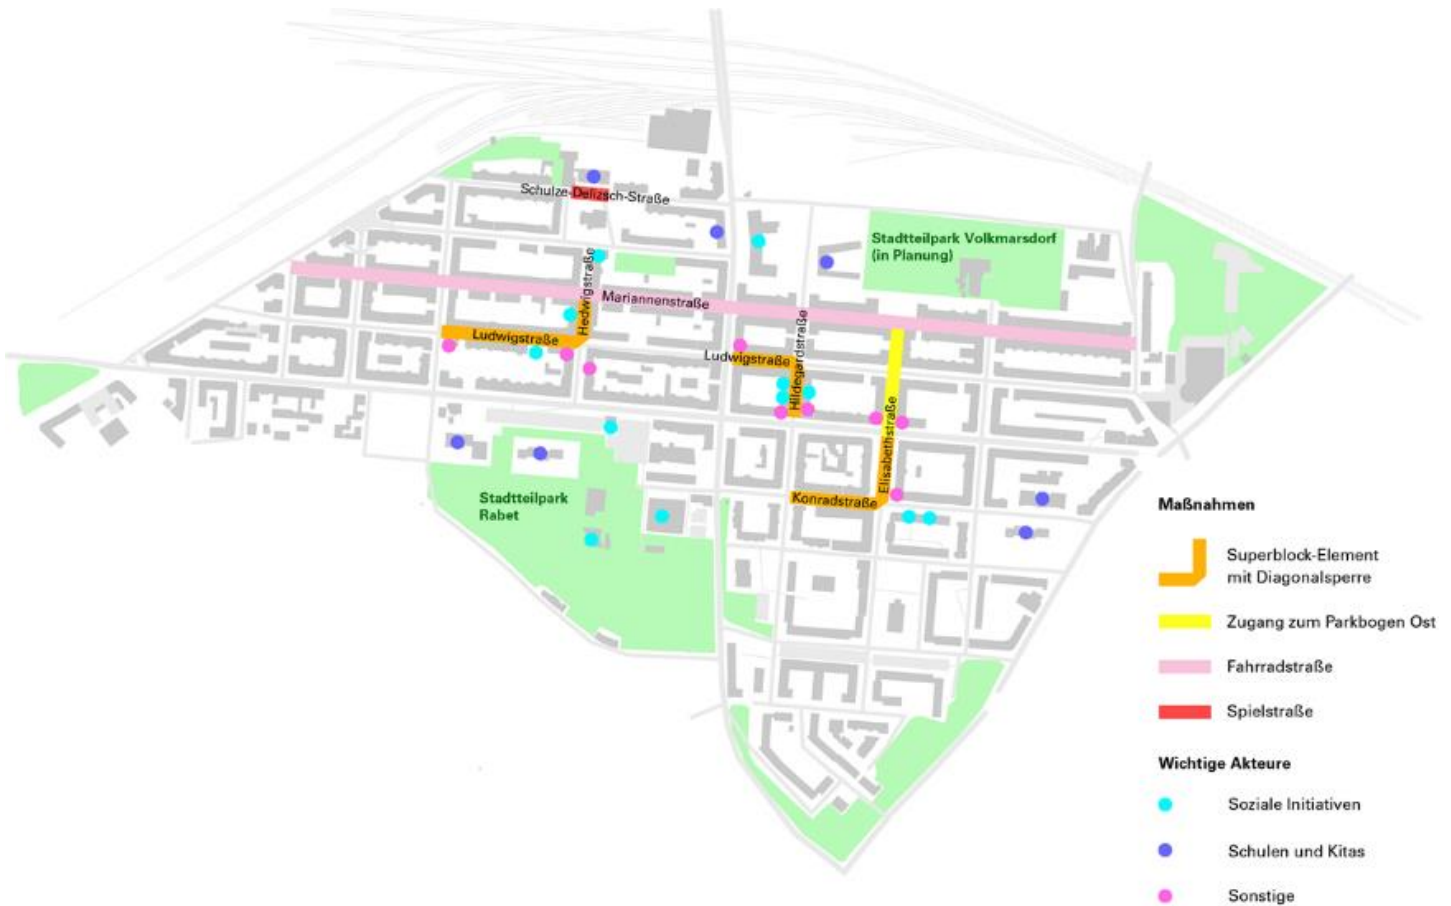 Schulze-Delizsch-Straße
Stadtteilpark Volkmarsdorf
(in Planung)
Hedwigstraße
Mariannenstraße
Ludwigstraße
Ludwigstraße
Hildegardstraße
Elisabethstraße
Konradstraße
Stadtteilpark
Rabet
Maßnahmen
Superblock-Element
mit Diagonalsperre
Zugang zum Parkbogen Ost
Fahrradstraße
Spielstraße
Wichtige Akteure
Soziale Initiativen
Schulen und Kitas
Sonstige